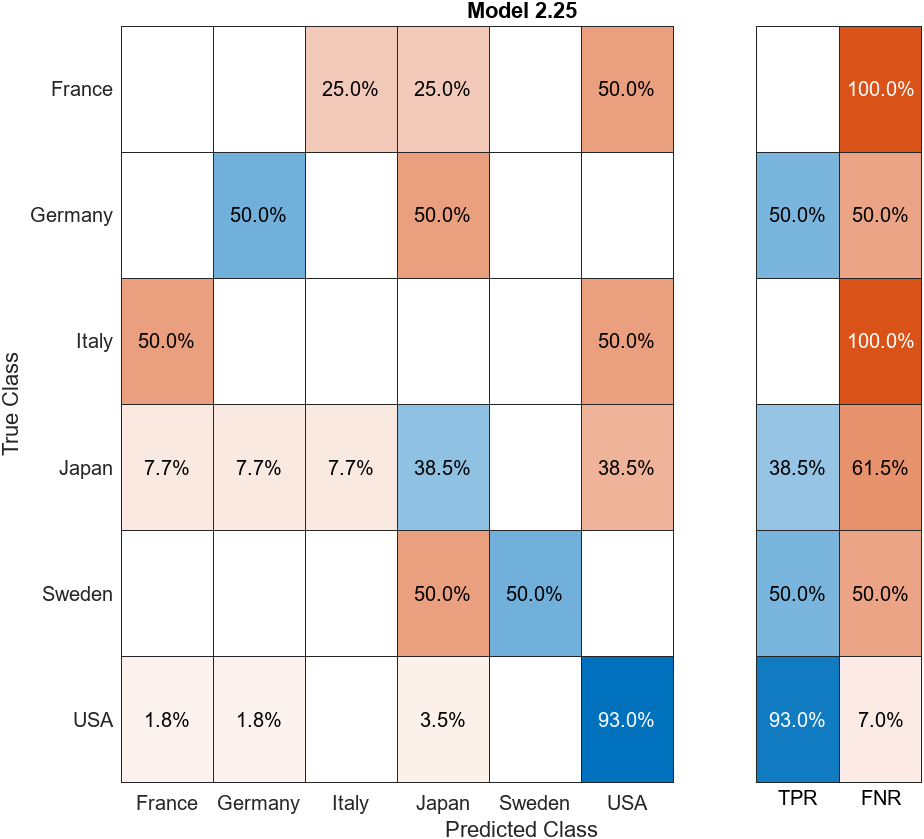 Model 2.25
France 25.0% 25.0% 50.0% 100.0%
Germany 50.0% 50.0% 50.0% 50.0%
Italy 50.0% 50.0% 100.0%
Japan 7.7% 7.7% 7.7% 38.5% 38.5% 38.5% 61.5%
Sweden 50.0% 50.0% 50.0% 50.0%
USA 1.8% 1.8% 3.5% 93.0% 93.0% 7.0%
True Class
France Germany Italy Japan Sweden USA TPR FNR
Predicted Class